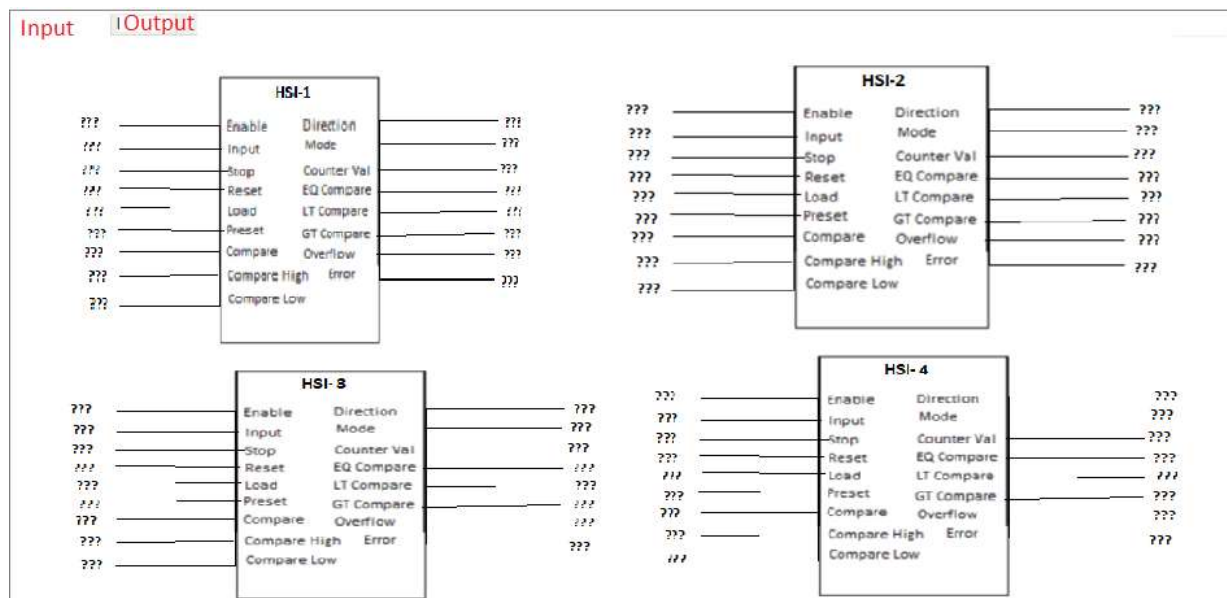 Input Output
HSI-1
??? Enable Direction ???
??? Input Mode ???
??? Stop Counter Val ???
??? Reset EQ Compare ???
??? Load LT Compare ???
??? Preset GT Compare ???
??? Compare Overflow ???
??? Compare High Error ???
??? Compare Low
HSI-2
??? Enable Direction ???
??? Input Mode ???
??? Stop Counter Val ???
??? Reset EQ Compare ???
??? Load LT Compare ???
??? Preset GT Compare ???
??? Compare Overflow ???
??? Compare High Error ???
??? Compare Low
HSI- 3
??? Enable Direction ???
??? Input Mode ???
??? Stop Counter Val ???
??? Reset EQ Compare ???
??? Load LT Compare ???
??? Preset GT Compare ???
??? Compare Overflow ???
??? Compare High Error ???
??? Compare Low
HSI- 4
??? Enable Direction ???
??? Input Mode ???
??? Stop Counter Val ???
??? Reset EQ Compare ???
??? Load LT Compare ???
??? Preset GT Compare ???
??? Compare Overflow ???
??? Compare High Error ???
??? Compare Low